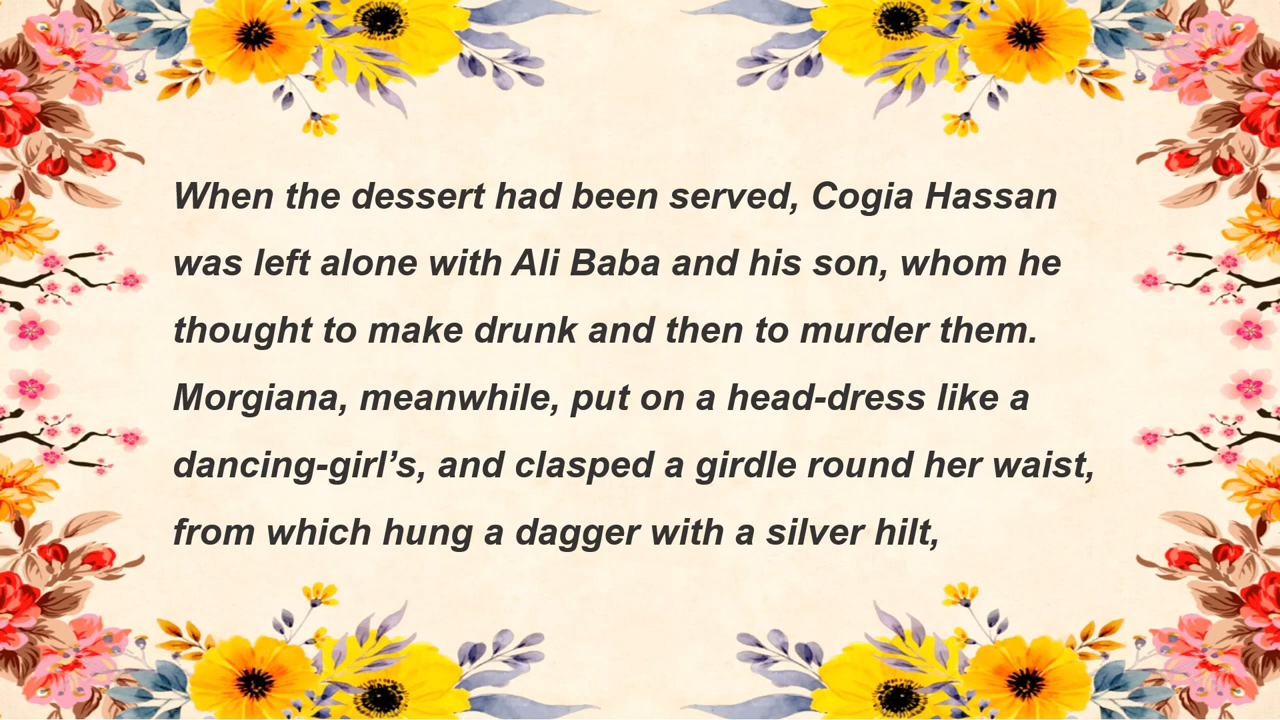 When the dessert had been served, Cogia Hassan
was left alone with Ali Baba and his son, whom he
thought to make drunk and then to murder them.
Morgiana, meanwhile, put on a head-dress like a
dancing-girl’s, and clasped a girdle round her waist,
from which hung a dagger with a silver hilt,